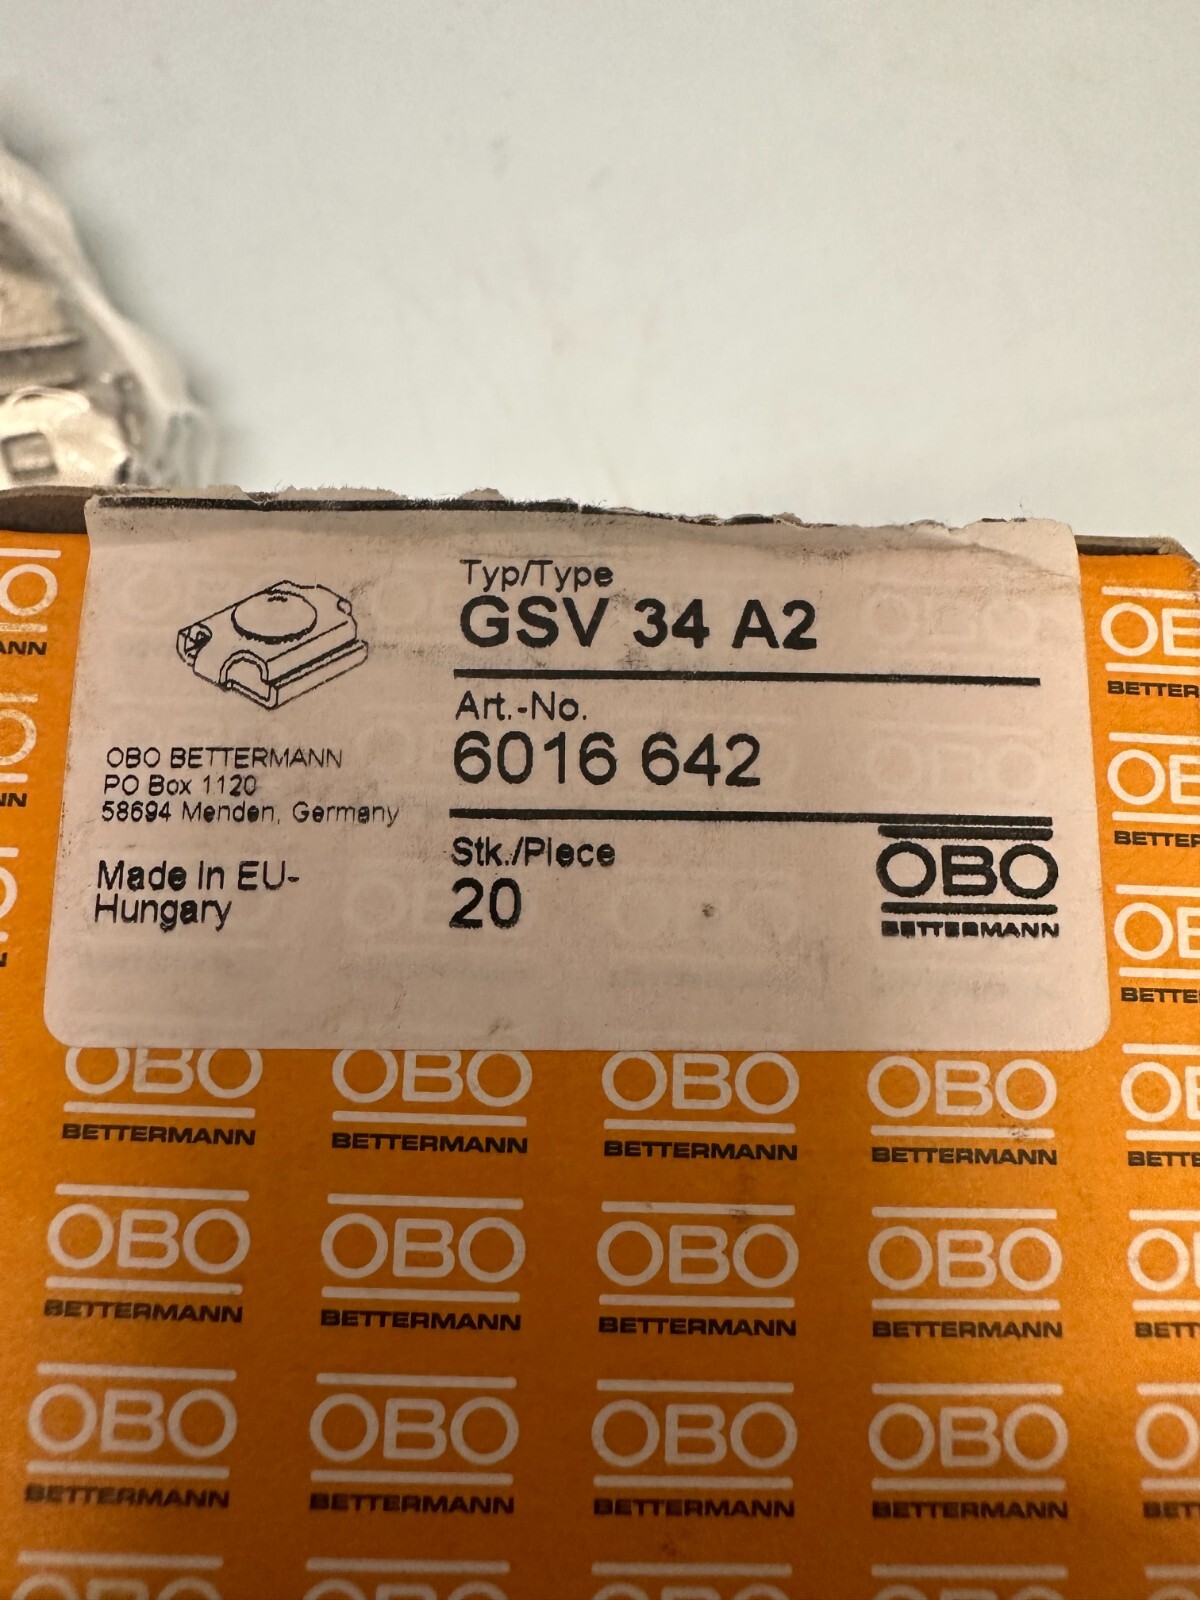 Typ/Type
GSV 34 A2
Art.-No.
6016 642
OBO BETTERMANN
PO Box 1120
58694 Menden, Germany
Made in EU-
Hungary
Stk./Piece
20
OBO
BETTERMANN
OBO OBO OBO OBO
BETTERMANN BETTERMANN BETTERMANN BETTERMANN
OBO OBO OBO OBO
BETTERMANN BETTERMANN BETTERMANN BETTERMANN
OBO OBO OBO OBO
BETTERMANN BETTERMANN BETTERMANN BETTERMANN